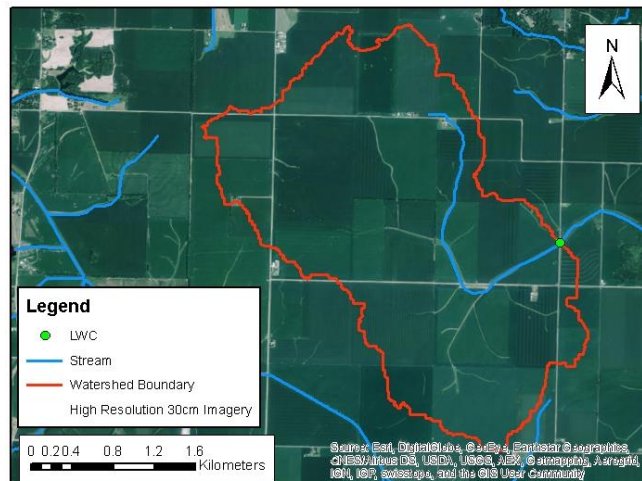 N
Legend
LWC
Stream
Watershed Boundary
High Resolution 30cm Imagery
0 0.2 0.4 0.8 1.2 1.6
Kilometers
Source: Esri, DigitalGlobe, GeoEye, Earthstar Geographics,
CNES/Airbus DS, USDA, USGS, AEX, Getmapping, Aerogrid,
IGN, IGP, swisstopo, and the GIS User Community